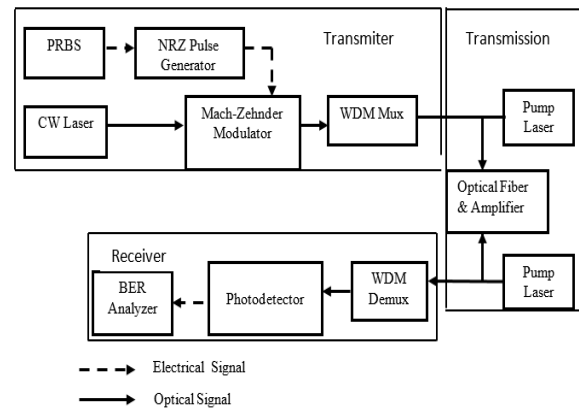 Transmiter
Transmission
PRBS
NRZ Pulse
Generator
CW Laser
Mach-Zehnder
Modulator
WDM Mux
Pump
Laser
Optical Fiber
& Amplifier
Receiver
BER
Analyzer
Photodetector
WDM
Demux
Pump
Laser
Electrical Signal
Optical Signal